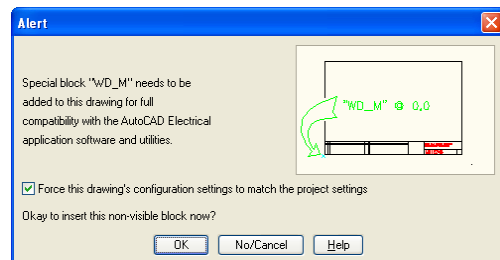 Alert
Special block "WD_M" needs to be
added to this drawing for full
compatibility with the AutoCAD Electrical
application software and utilities.
"WD_M" @ 0,0
Force this drawing's configuration settings to match the project settings
Okay to insert this non-visible block now?
OK No/Cancel Help